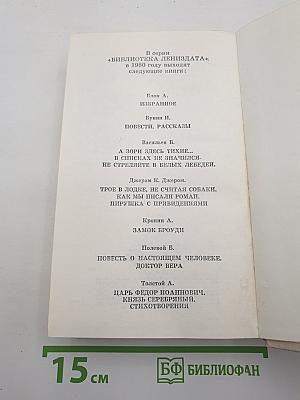 В серии
«БИБЛИОТЕКА ЛЕНИЗДАТА»
в 1980 году выходят
следующие книги:
Блок А.
ИЗБРАННОЕ
Бунин И.
ПОВЕСТИ, РАССКАЗЫ
Васильев Б.
А ЗОРИ ЗДЕСЬ ТИХИЕ...
В СПИСКАХ НЕ ЗНАЧИЛСЯ.
НЕ СТРЕЛЯЙТЕ В БЕЛЫХ ЛЕБЕДЕЙ.
Джером К. Джером.
ТРОЕ В ЛОДКЕ, НЕ СЧИТАЯ СОБАКИ,
КАК МЫ ПИСАЛИ РОМАН,
ПИРУШКА С ПРИВИДЕНИЯМИ
Кронин А.
ЗАМОК БРОУДИ
Полевой Б.
ПОВЕСТЬ О НАСТОЯЩЕМ ЧЕЛОВЕКЕ,
ДОКТОР ВЕРА
Толстой А.
ЦАРЬ ФЕДОР ИОАННОВИЧ,
КНЯЗЬ СЕРЕБРЯНЫЙ,
СТИХОТВОРЕНИЯ
15 см
БФ БИБЛИОФАН